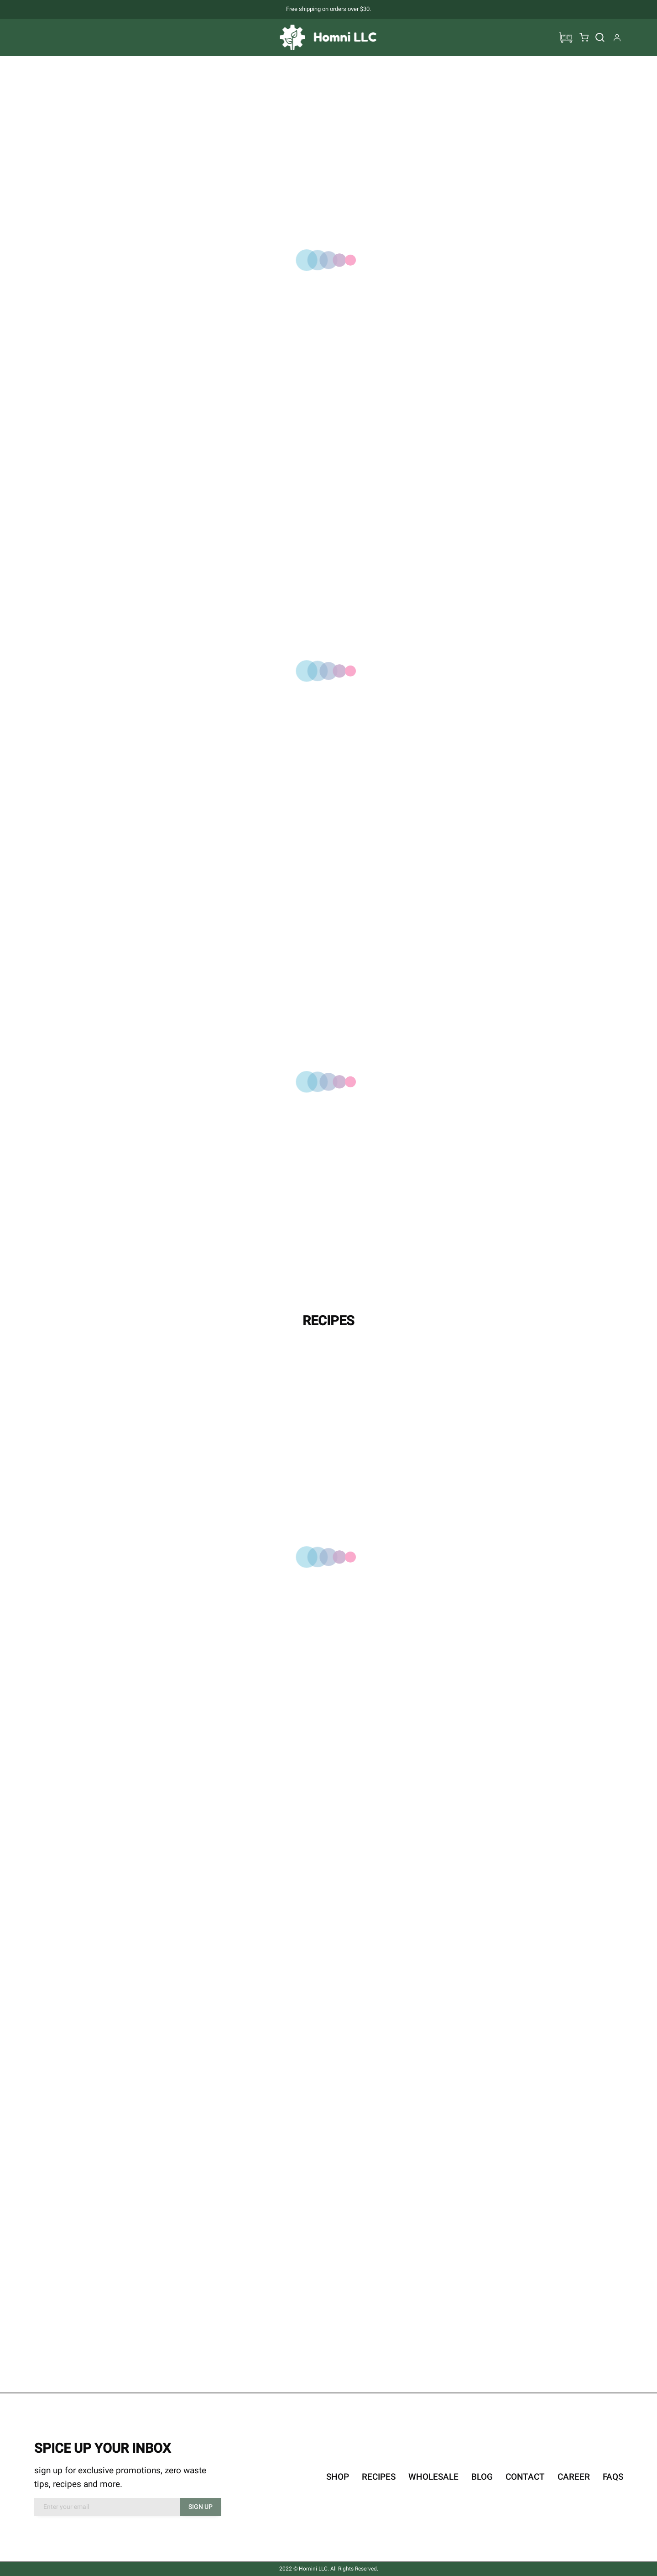 Free shipping on orders over $30.
Homni LLC
RECIPES
SPICE UP YOUR INBOX
sign up for exclusive promotions, zero waste
tips, recipes and more.
Enter your email
SIGN UP
SHOP RECIPES WHOLESALE BLOG CONTACT CAREER FAQS
2022 © Homini LLC. All Rights Reserved.